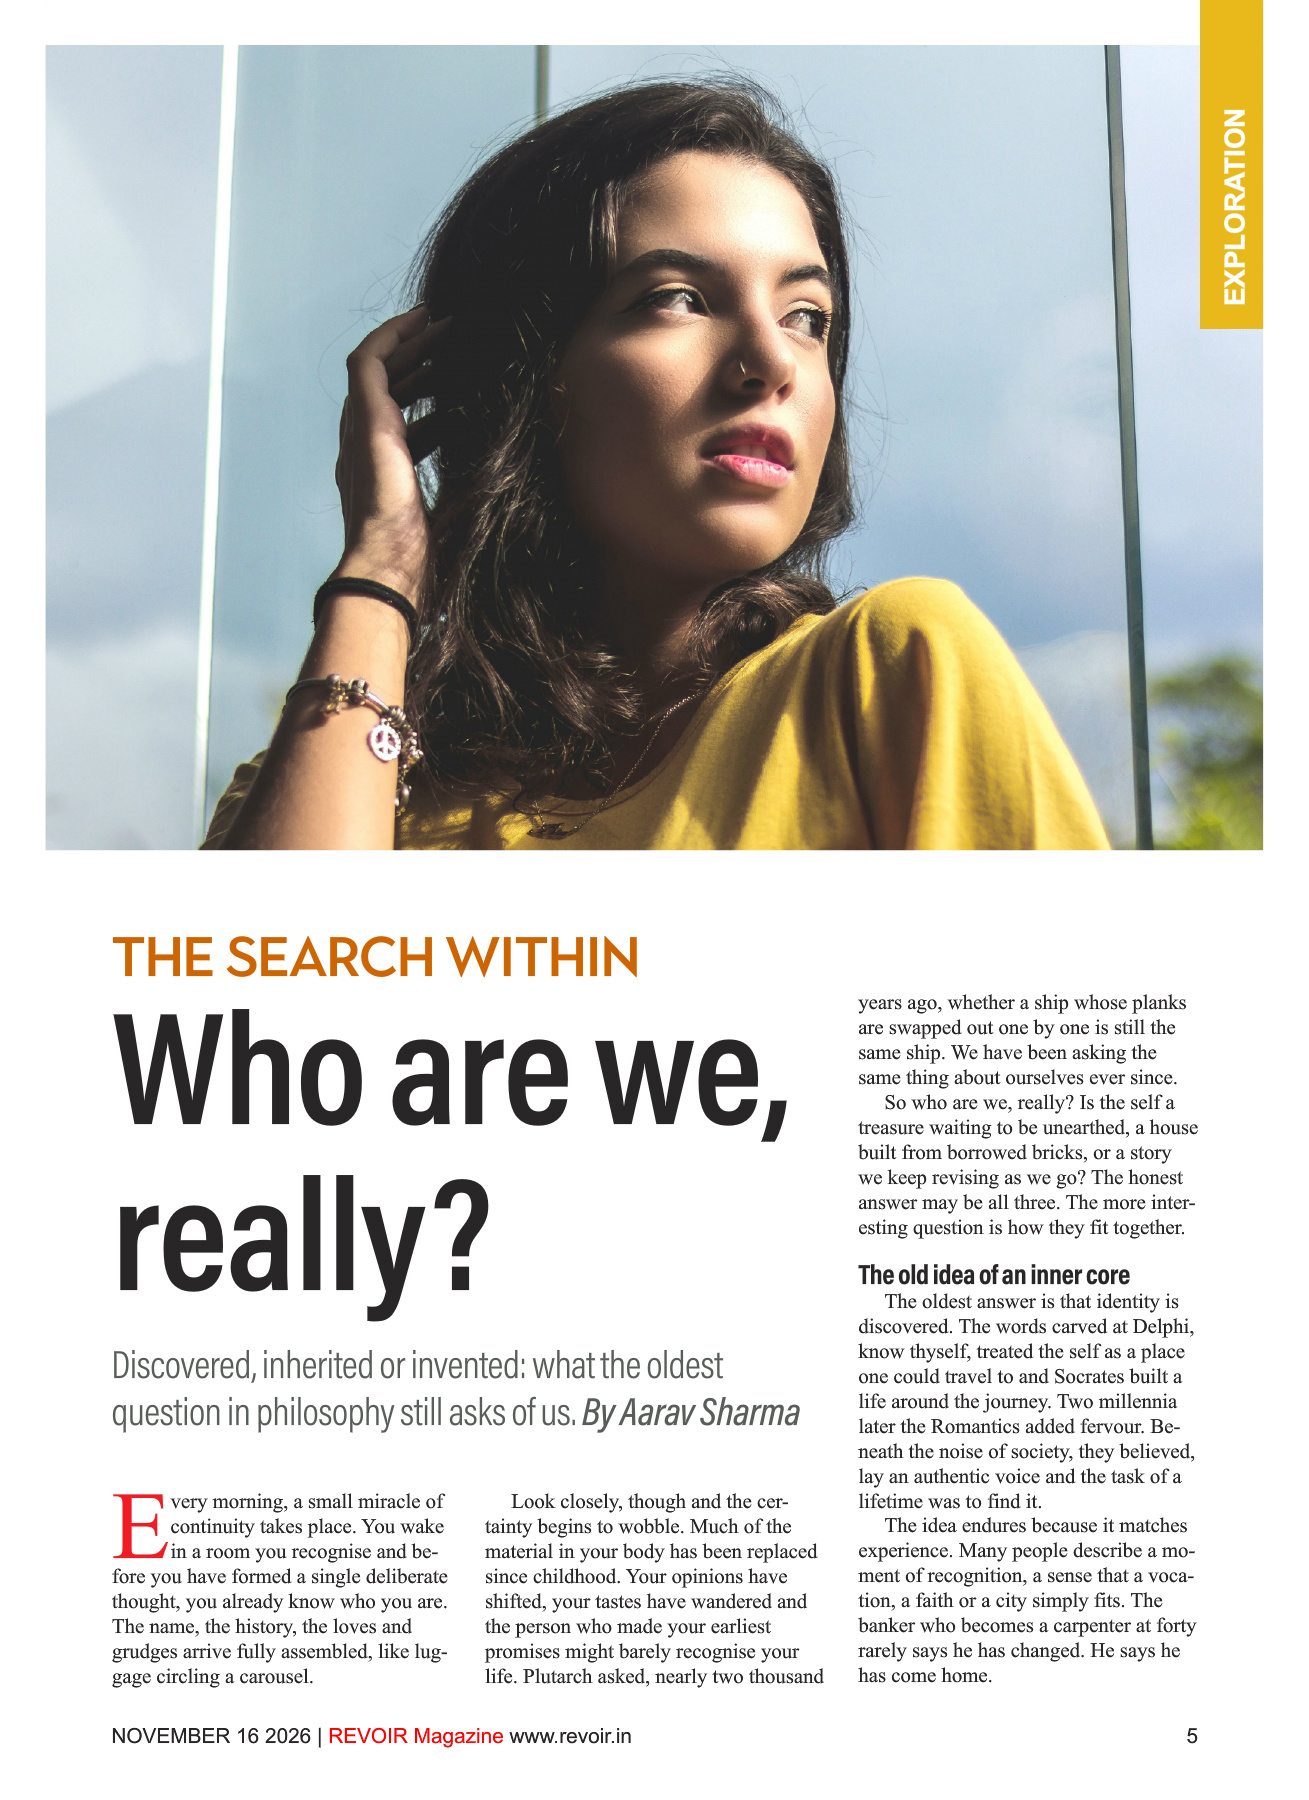 EXPLORATION
THE SEARCH WITHIN
Who are we,
really?
Discovered, inherited or invented: what the oldest
question in philosophy still asks of us. By Aarav Sharma
Every morning, a small miracle of
continuity takes place. You wake
in a room you recognise and be-
fore you have formed a single deliberate
thought, you already know who you are.
The name, the history, the loves and
grudges arrive fully assembled, like lug-
gage circling a carousel.
Look closely, though and the cer-
tainty begins to wobble. Much of the
material in your body has been replaced
since childhood. Your opinions have
shifted, your tastes have wandered and
the person who made your earliest
promises might barely recognise your
life. Plutarch asked, nearly two thousand
years ago, whether a ship whose planks
are swapped out one by one is still the
same ship. We have been asking the
same thing about ourselves ever since.
So who are we, really? Is the self a
treasure waiting to be unearthed, a house
built from borrowed bricks, or a story
we keep revising as we go? The honest
answer may be all three. The more inter-
esting question is how they fit together.
The old idea of an inner core
The oldest answer is that identity is
discovered. The words carved at Delphi,
know thyself, treated the self as a place
one could travel to and Socrates built a
life around the journey. Two millennia
later the Romantics added fervour. Be-
neath the noise of society, they believed,
lay an authentic voice and the task of a
lifetime was to find it.
The idea endures because it matches
experience. Many people describe a mo-
ment of recognition, a sense that a voca-
tion, a faith or a city simply fits. The
banker who becomes a carpenter at forty
rarely says he has changed. He says he
has come home.
NOVEMBER 16 2026 | REVOIR Magazine www.revoir.in
5